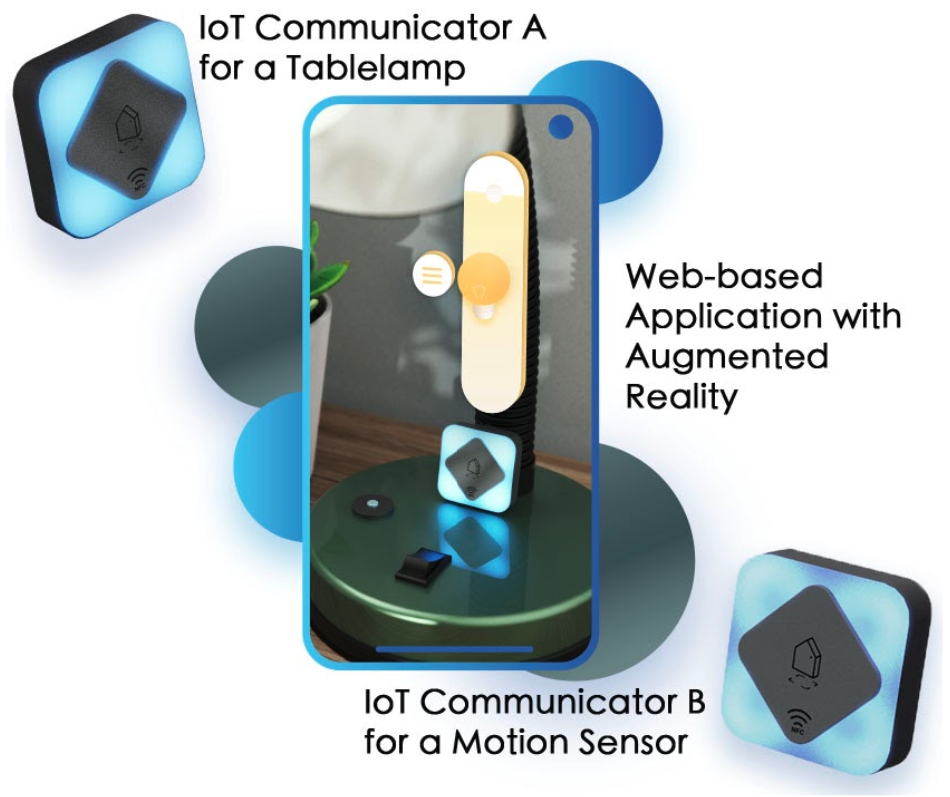 IoT Communicator A
for a Tablelamp
Web-based
Application with
Augmented
Reality
IoT Communicator B
for a Motion Sensor
NFC